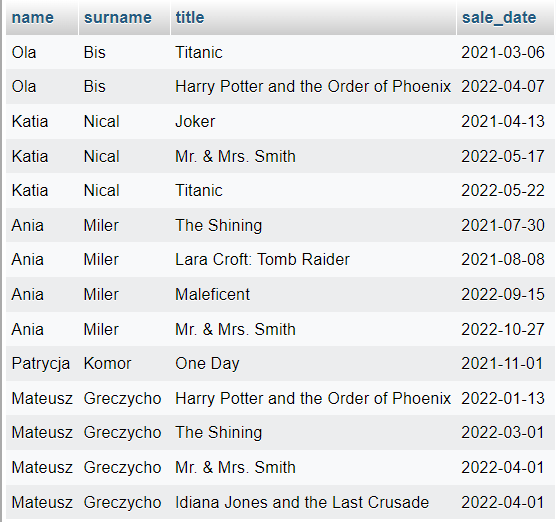 name surname title sale_date
Ola Bis Titanic 2021-03-06
Ola Bis Harry Potter and the Order of Phoenix 2022-04-07
Katia Nical Joker 2021-04-13
Katia Nical Mr. & Mrs. Smith 2022-05-17
Katia Nical Titanic 2022-05-22
Ania Miler The Shining 2021-07-30
Ania Miler Lara Croft: Tomb Raider 2021-08-08
Ania Miler Maleficent 2022-09-15
Ania Miler Mr. & Mrs. Smith 2022-10-27
Patrycja Komor One Day 2021-11-01
Mateusz Greczycho Harry Potter and the Order of Phoenix 2022-01-13
Mateusz Greczycho The Shining 2022-03-01
Mateusz Greczycho Mr. & Mrs. Smith 2022-04-01
Mateusz Greczycho Idiana Jones and the Last Crusade 2022-04-01